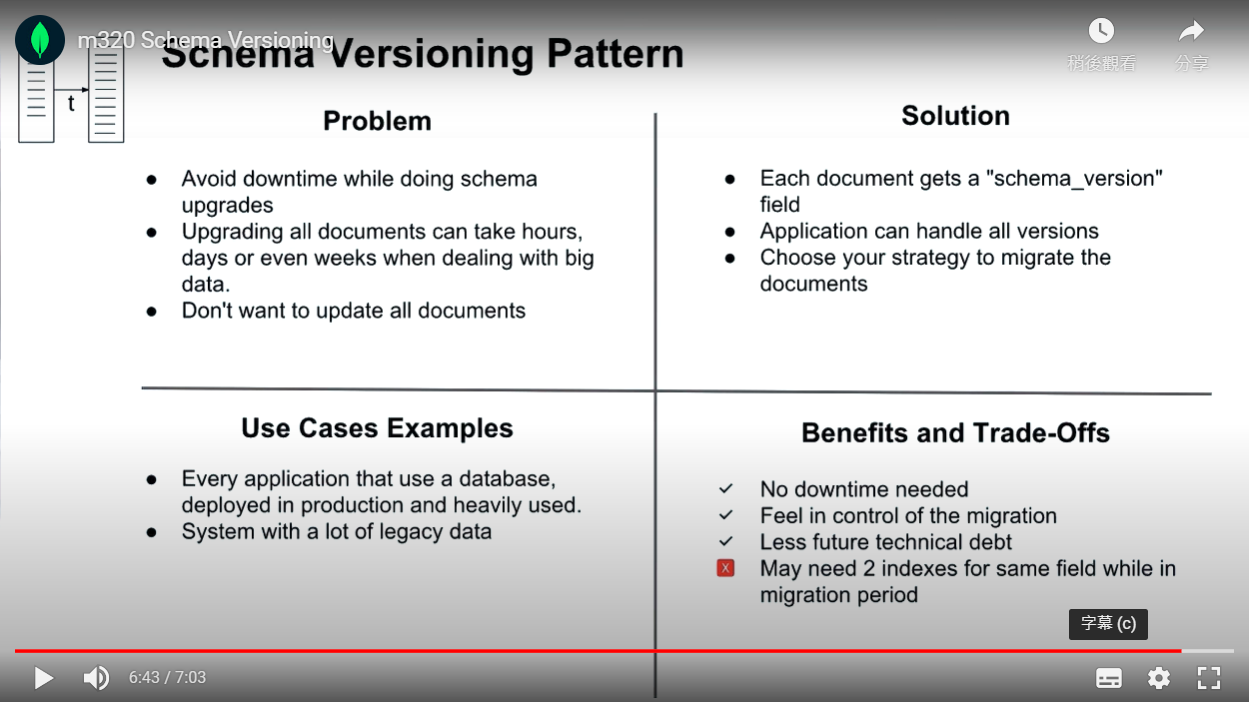 m320 Schema Versioning
稍後觀看
分享
Schema Versioning Pattern
t
Problem
● Avoid downtime while doing schema
upgrades
● Upgrading all documents can take hours,
days or even weeks when dealing with big
data.
● Don't want to update all documents
Solution
● Each document gets a "schema_version"
field
● Application can handle all versions
● Choose your strategy to migrate the
documents
Use Cases Examples
● Every application that use a database,
deployed in production and heavily used.
● System with a lot of legacy data
Benefits and Trade-Offs
✓ No downtime needed
✓ Feel in control of the migration
✓ Less future technical debt
X May need 2 indexes for same field while in
migration period
字幕 (c)
6:43 / 7:03